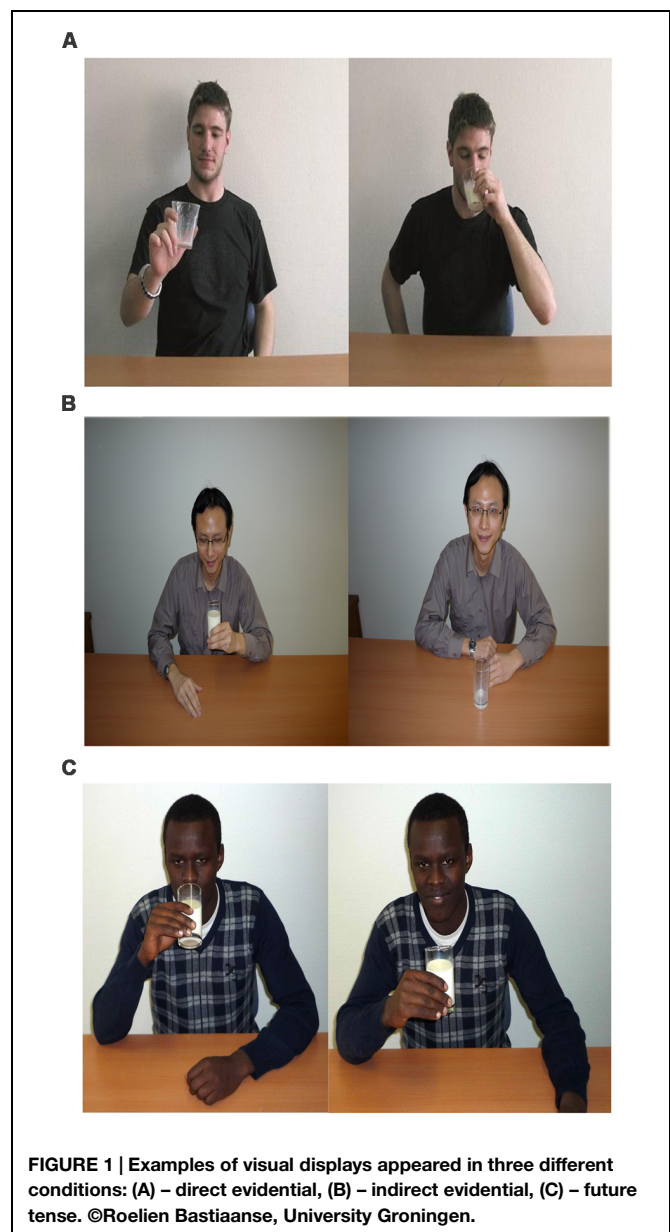 A
B
C
FIGURE 1 | Examples of visual displays appeared in three different
conditions: (A) – direct evidential, (B) – indirect evidential, (C) – future
tense. ©Roelien Bastiaanse, University Groningen.